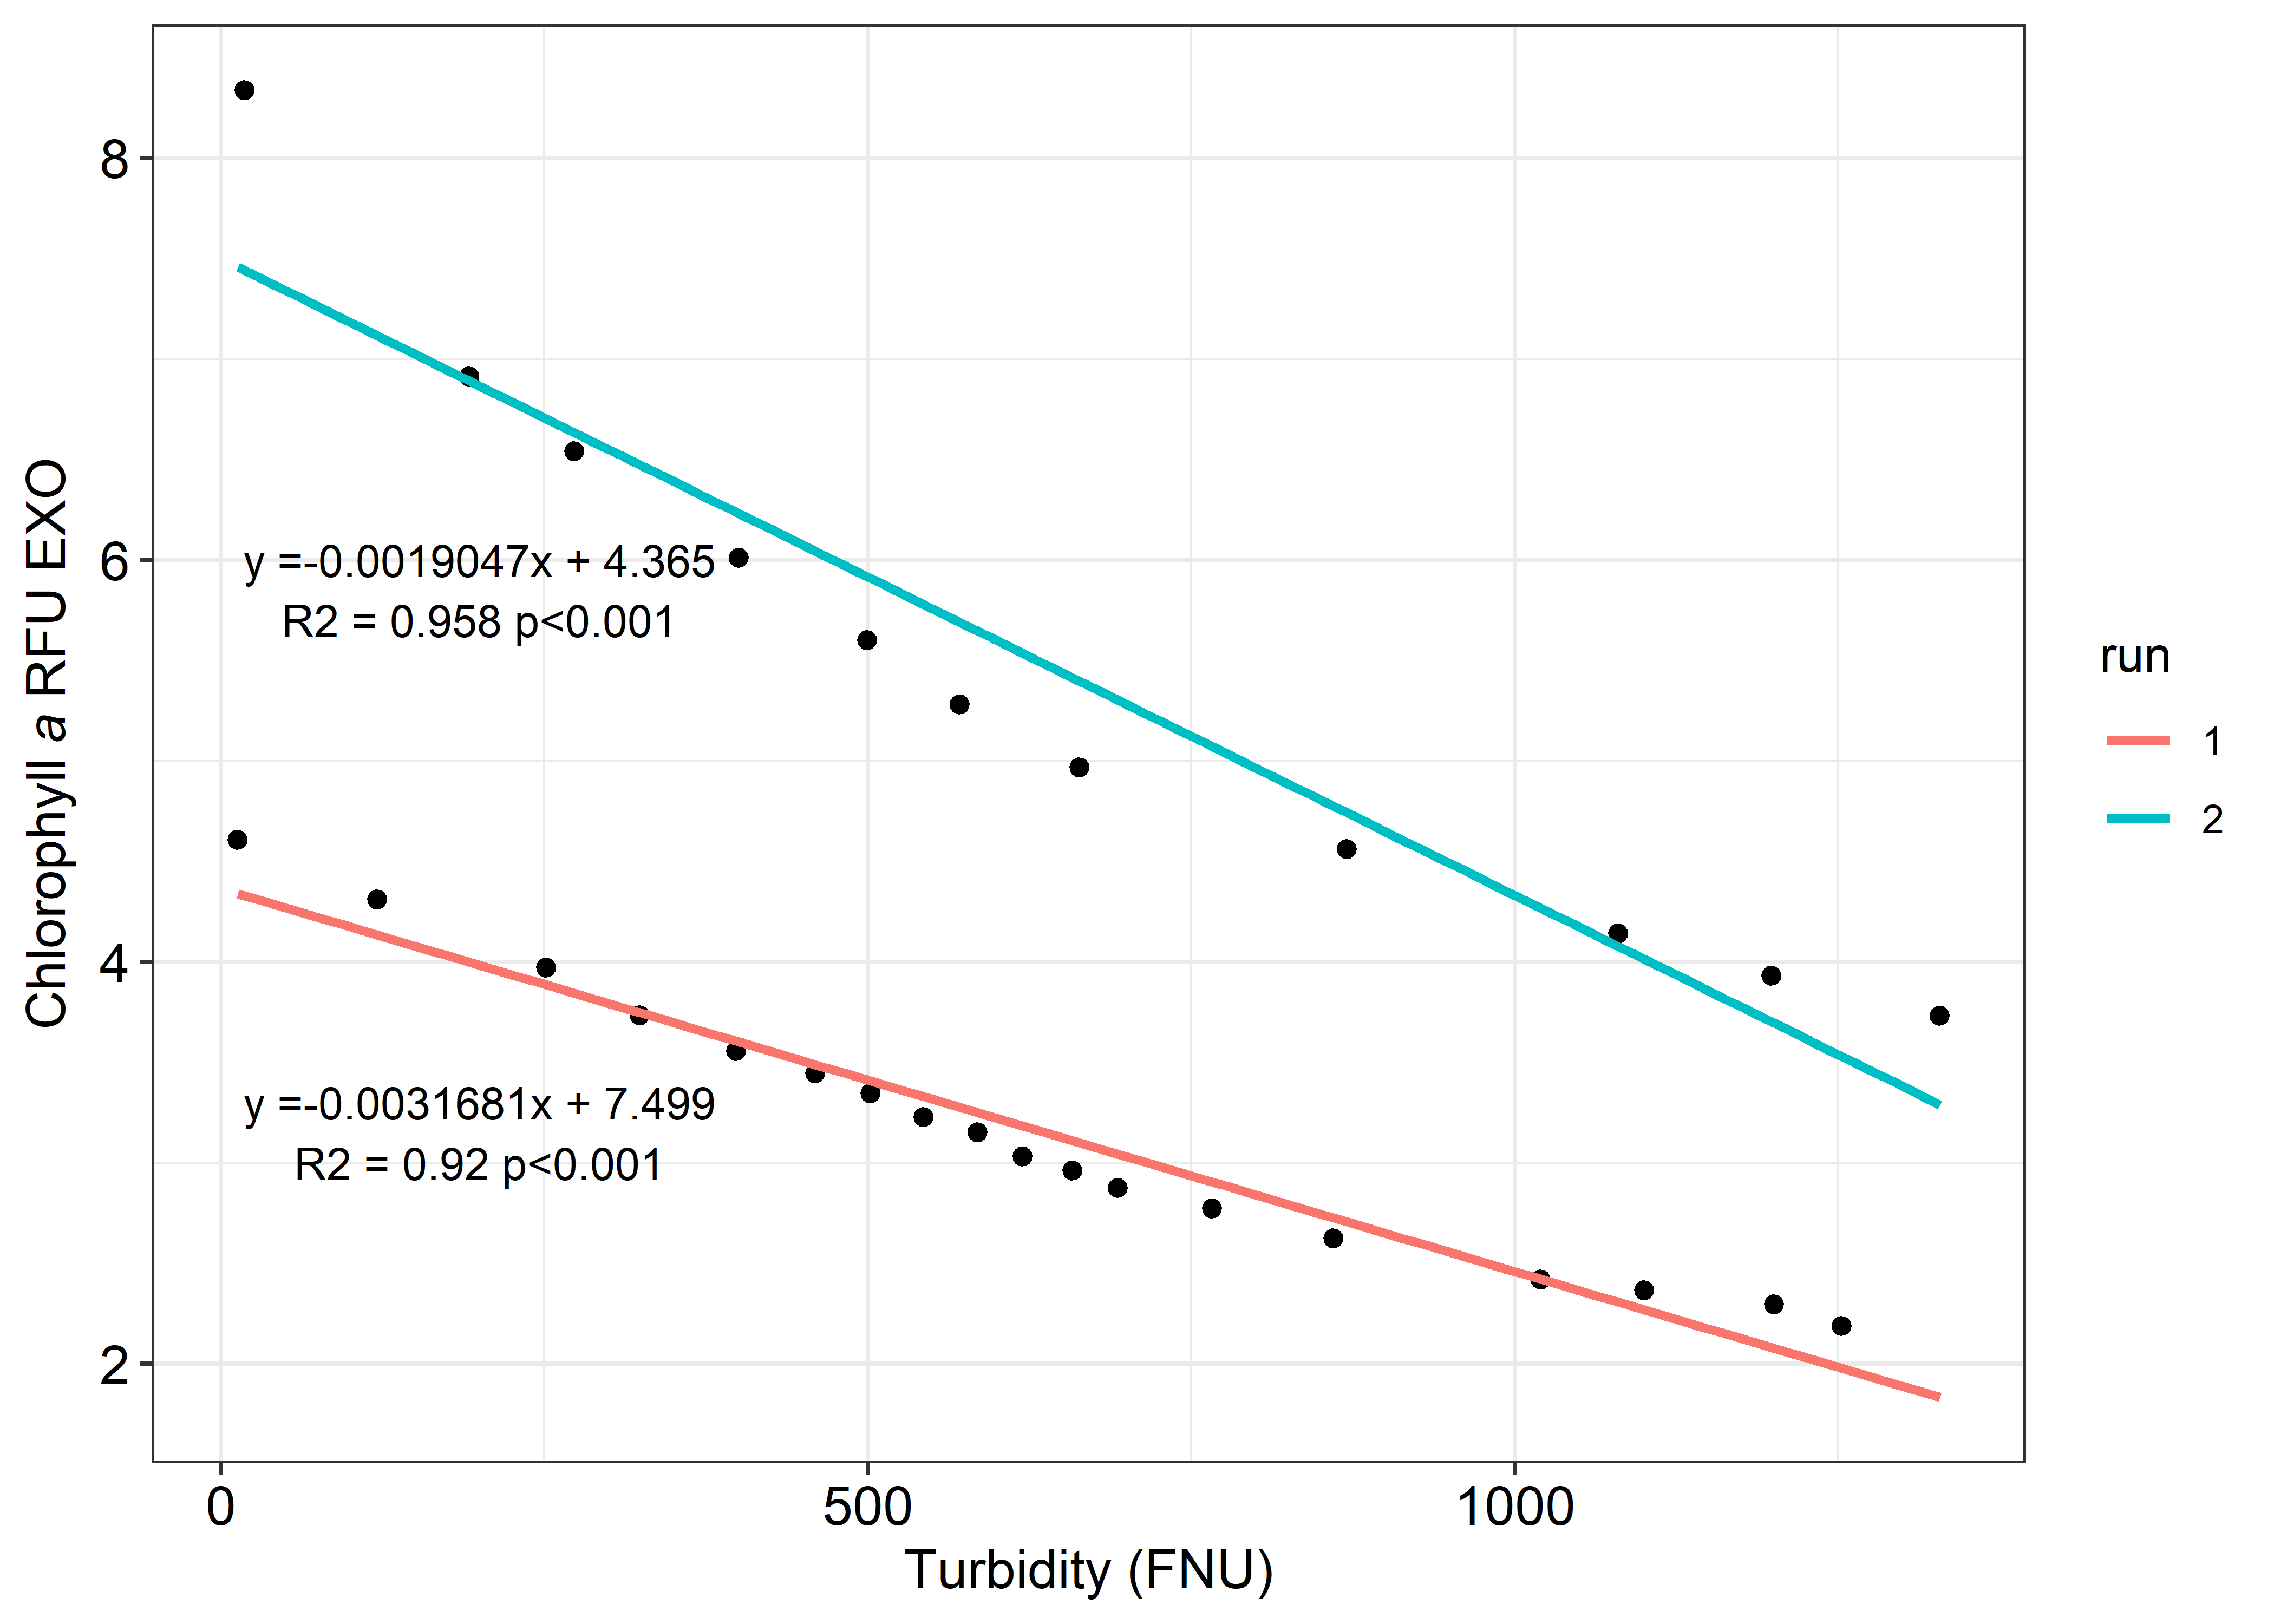 8
6
4
2
Chlorophyll a RFU EXO
y =-0.0019047x + 4.365
R2 = 0.958 p<0.001
y =-0.0031681x + 7.499
R2 = 0.92 p<0.001
0 500 1000
Turbidity (FNU)
run
1
2